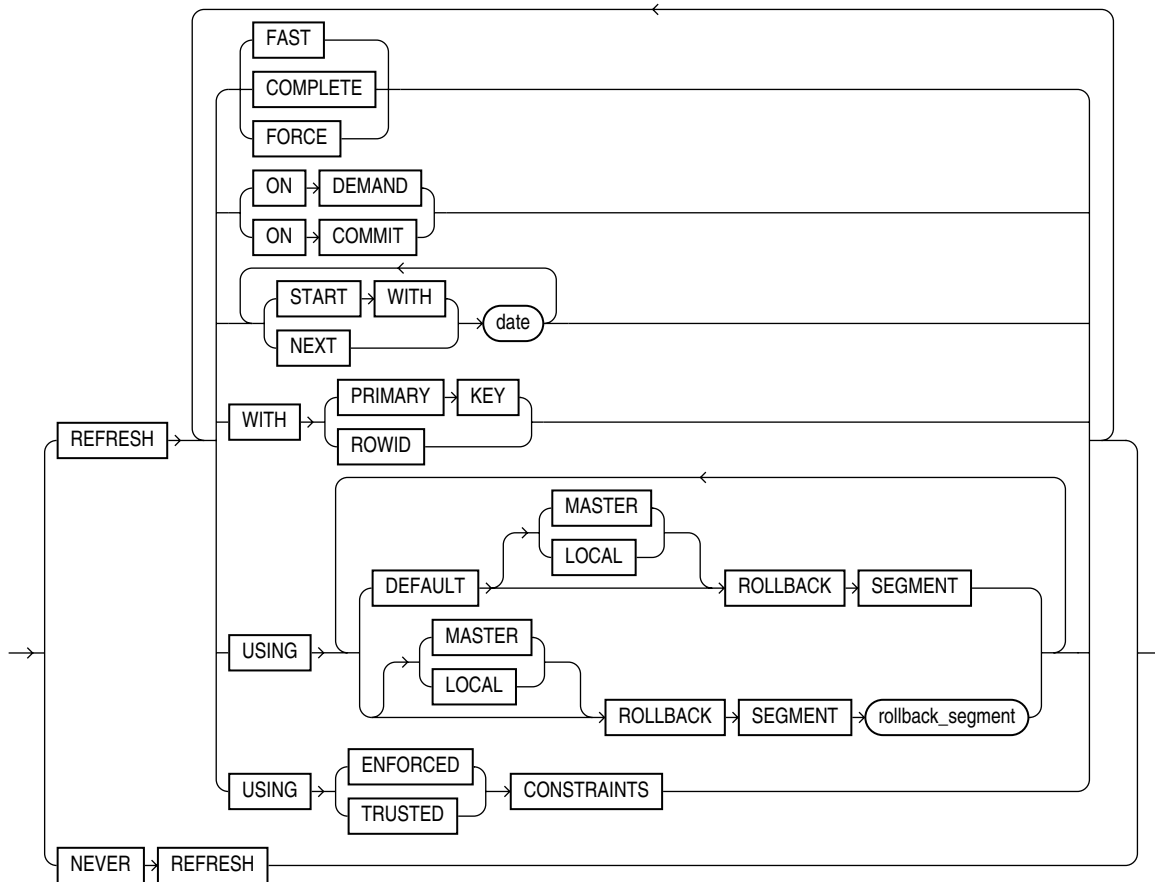 FAST
COMPLETE
FORCE
ON DEMAND
ON COMMIT
START WITH
NEXT
date
WITH
PRIMARY KEY
ROWID
REFRESH
MASTER
LOCAL
DEFAULT
ROLLBACK SEGMENT
USING
MASTER
LOCAL
ROLLBACK SEGMENT rollback_segment
USING
ENFORCED
TRUSTED
CONSTRAINTS
NEVER REFRESH